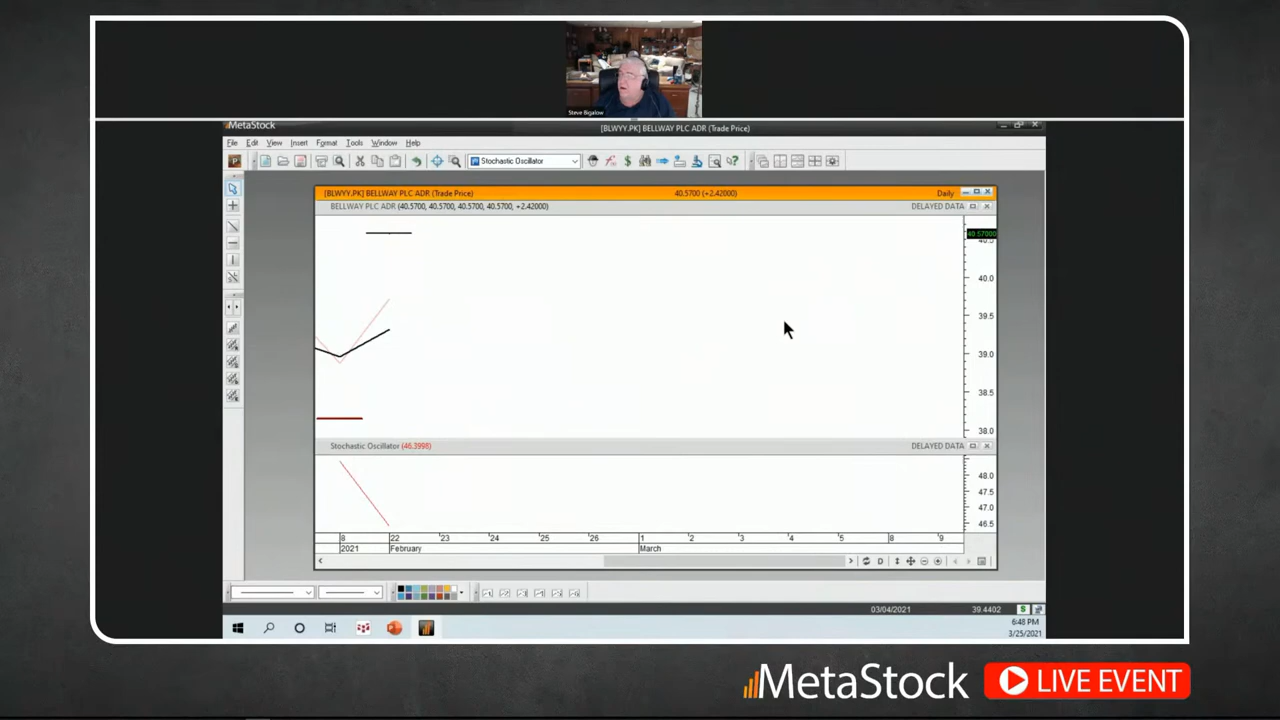 Steve Bigalow
MetaStock
[BLWYY.PK] BELLWAY PLC ADR (Trade Price)
File Edit View Insert Format Tools Window Help
Stochastic Oscillator
[BLWYY.PK] BELLWAY PLC ADR (Trade Price) 40.5700 (+2.42000) Daily
BELLWAY PLC ADR (40.5700, 40.5700, 40.5700, 40.5700, +2.42000) DELAYED DATA
40.57000
40.5
40.0
39.5
39.0
38.5
38.0
Stochastic Oscillator (46.3998) DELAYED DATA
48.0
47.5
47.0
46.5
8 22 23 24 25 26 1 2 3 4 5 8 9
2021 February March
03/04/2021 39.4402
6:48 PM
3/25/2021
MetaStock LIVE EVENT